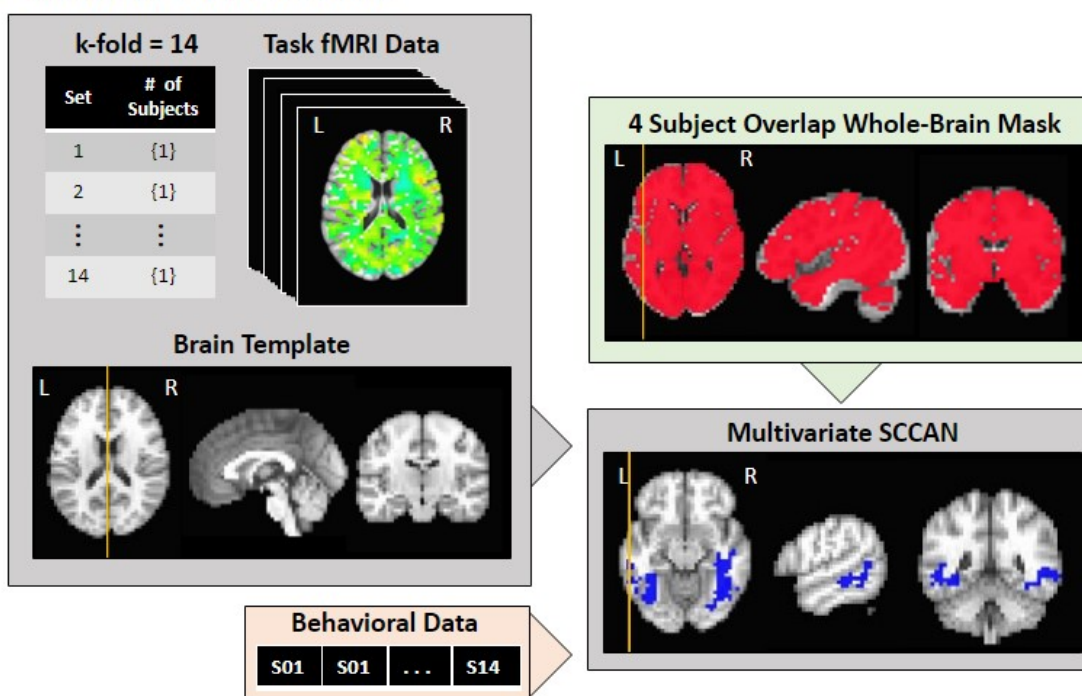 k-fold = 14
Set
# of
Subjects
1 {1}
2 {1}
⋮ ⋮
14 {1}
Task fMRI Data
L R
Brain Template
L R
4 Subject Overlap Whole-Brain Mask
L R
Multivariate SCCAN
L R
Behavioral Data
S01 S01 ... S14